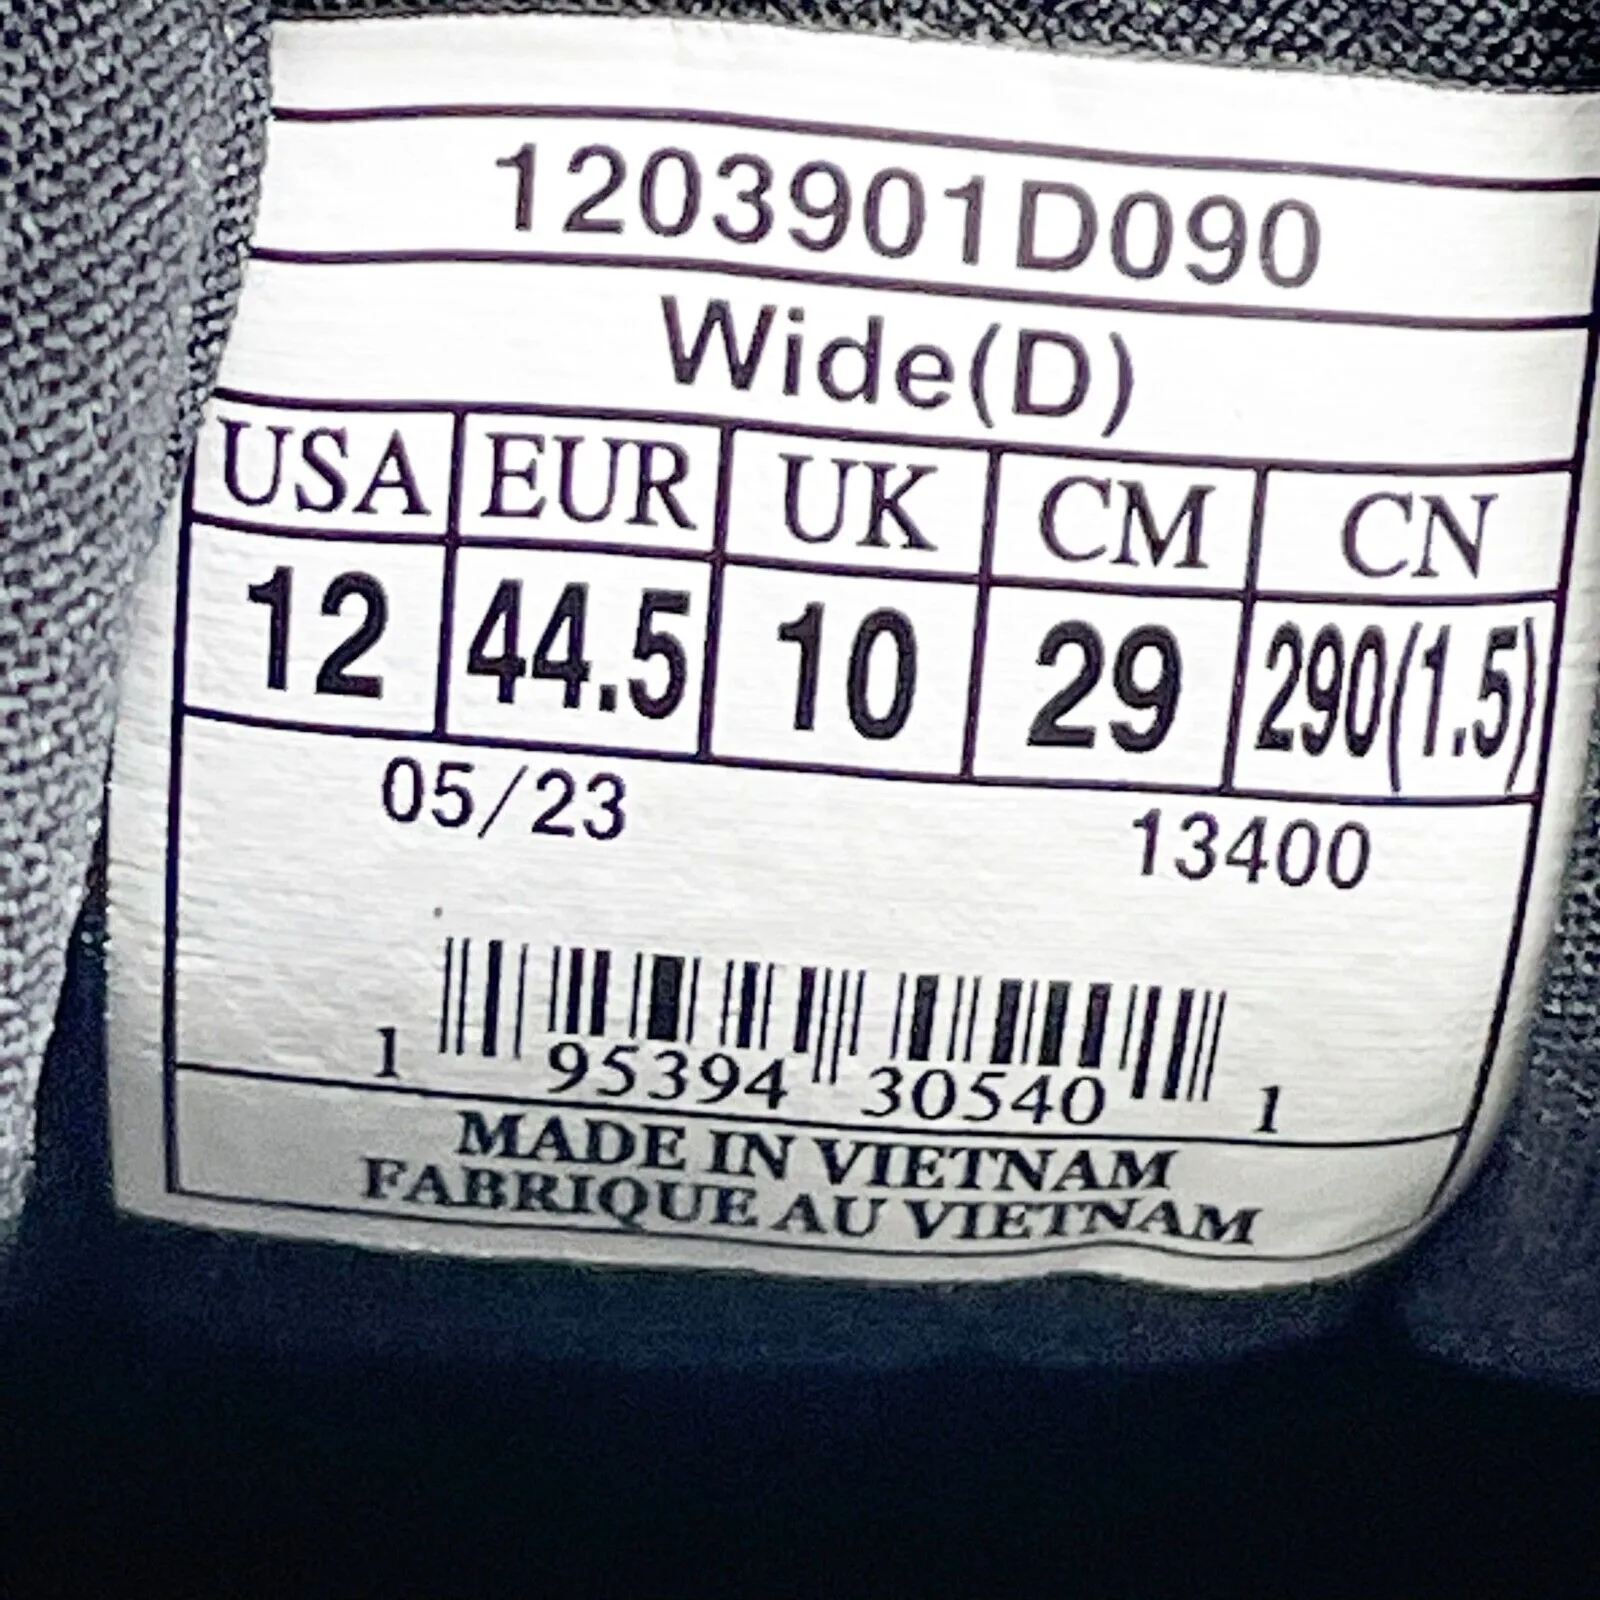 1203901D090
Wide(D)
USA EUR UK CM CN
12 44.5 10 29 290(1.5)
05/23 13400
1 95394 30540 1
MADE IN VIETNAM
FABRIQUE AU VIETNAM